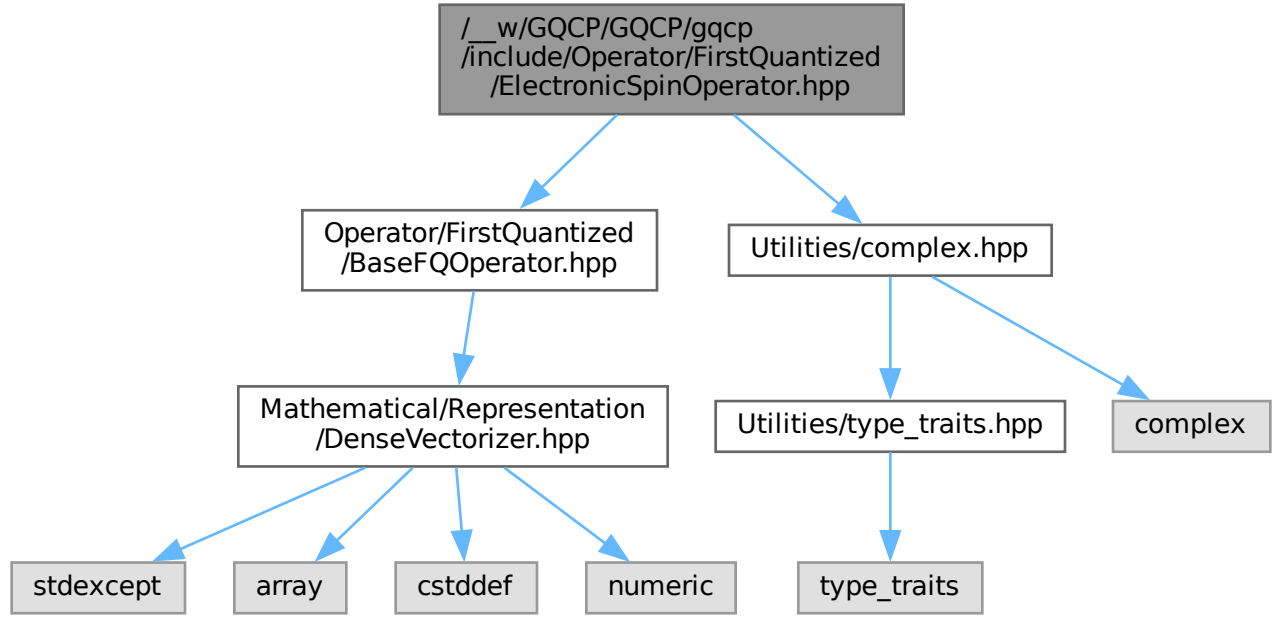 /__w/GQCP/GQCP/gqcp
/include/Operator/FirstQuantized
/ElectronicSpinOperator.hpp
Operator/FirstQuantized
/BaseFQOperator.hpp
Utilities/complex.hpp
Mathematical/Representation
/DenseVectorizer.hpp
Utilities/type_traits.hpp
complex
stdexcept
array
cstddef
numeric
type_traits